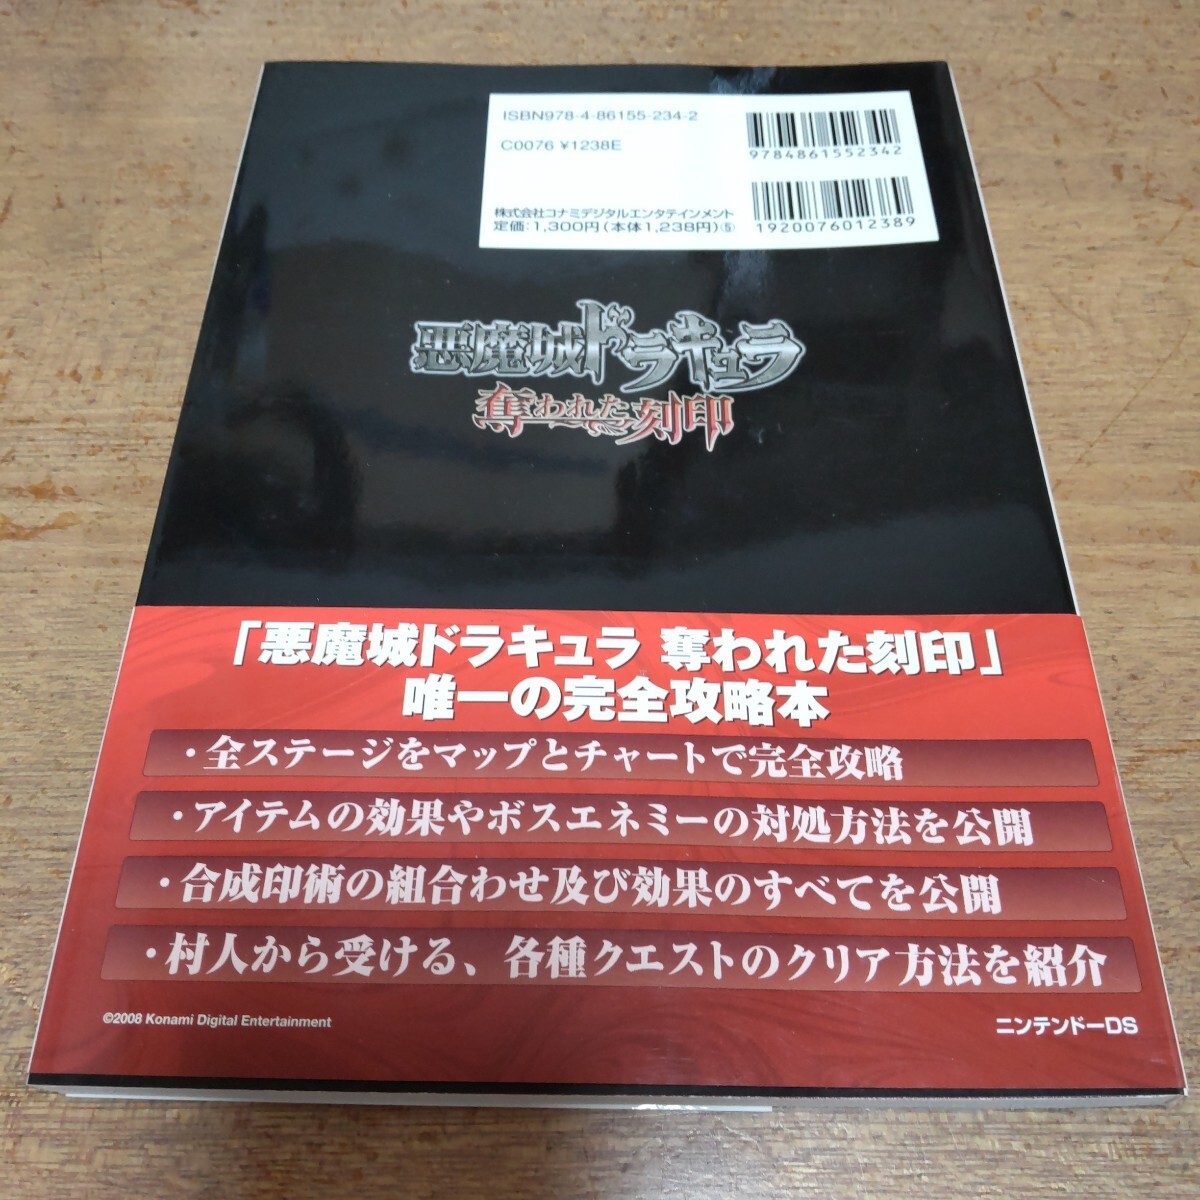 ISBN978-4-86155-234-2
C0076 ¥1238E
株式会社コナミデジタルエンタテインメント
定価:1,300円(本体1,238円)⑤
9784861552342
1920076012389
悪魔城ドラキュラ
奪われた刻印
「悪魔城ドラキュラ 奪われた刻印」
唯一の完全攻略本
・全ステージをマップとチャートで完全攻略
・アイテムの効果やボスエネミーの対処方法を公開
・合成印術の組合わせ及び効果のすべてを公開
・村人から受ける、各種クエストのクリア方法を紹介
©2008 Konami Digital Entertainment
ニンテンドーDS